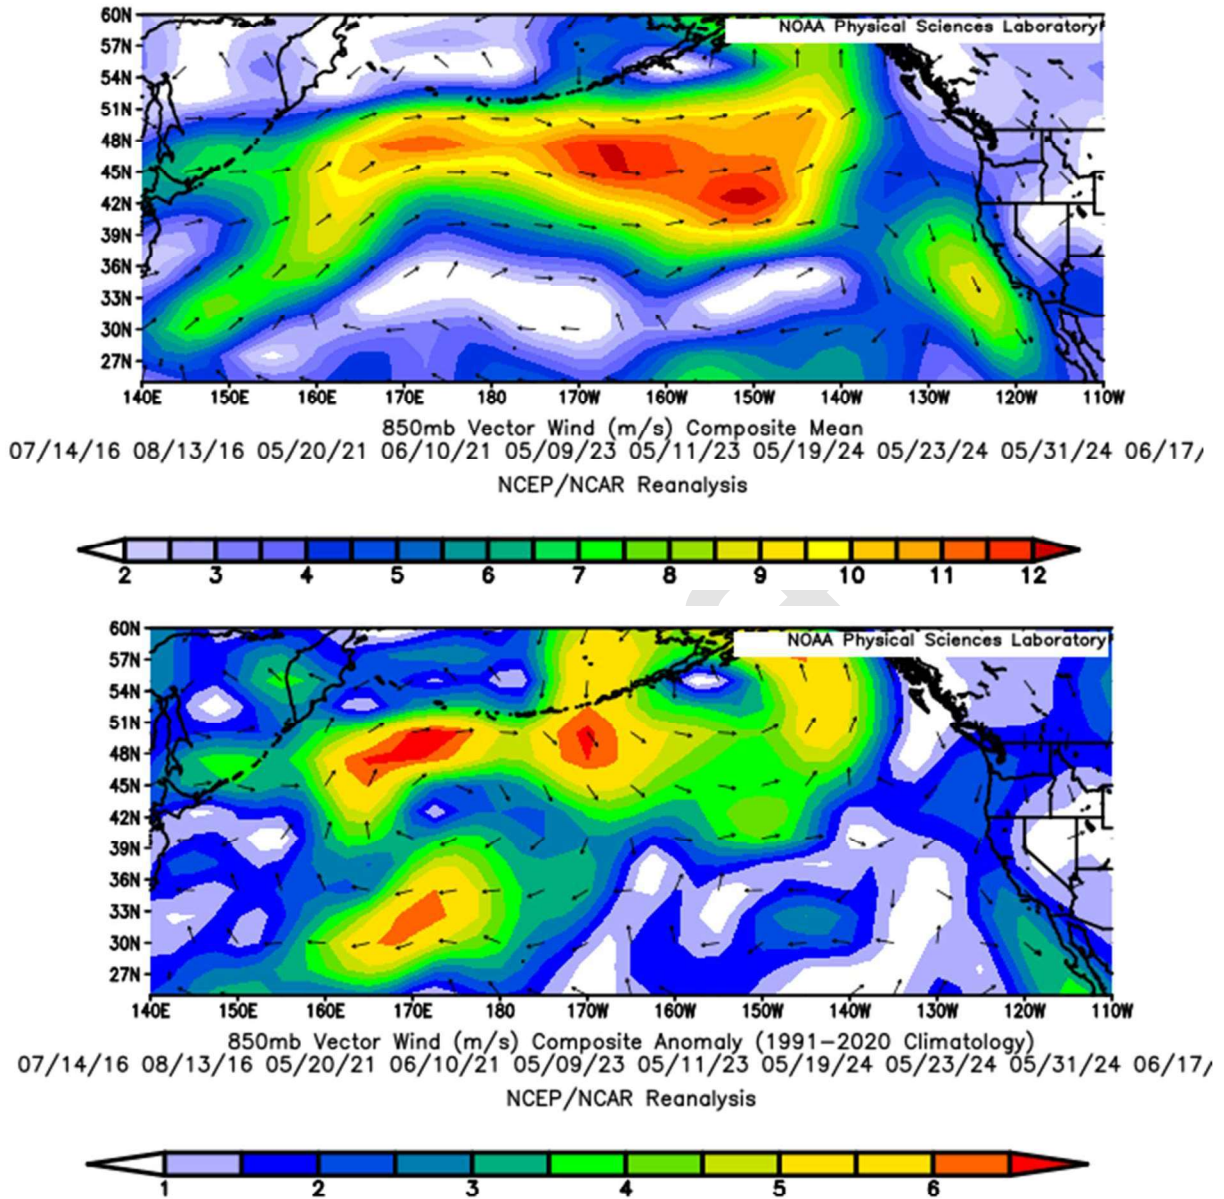 60N
NOAA Physical Sciences Laboratory
57N
54N
51N
48N
45N
42N
39N
36N
33N
30N
27N
140E 150E 160E 170E 180 170W 160W 150W 140W 130W 120W 110W
850mb Vector Wind (m/s) Composite Mean
07/14/16 08/13/16 05/20/21 06/10/21 05/09/23 05/11/23 05/19/24 05/23/24 05/31/24 06/17/
NCEP/NCAR Reanalysis
2 3 4 5 6 7 8 9 10 11 12
60N
NOAA Physical Sciences Laboratory
57N
54N
51N
48N
45N
42N
39N
36N
33N
30N
27N
140E 150E 160E 170E 180 170W 160W 150W 140W 130W 120W 110W
850mb Vector Wind (m/s) Composite Anomaly (1991-2020 Climatology)
07/14/16 08/13/16 05/20/21 06/10/21 05/09/23 05/11/23 05/19/24 05/23/24 05/31/24 06/17/
NCEP/NCAR Reanalysis
1 2 3 4 5 6